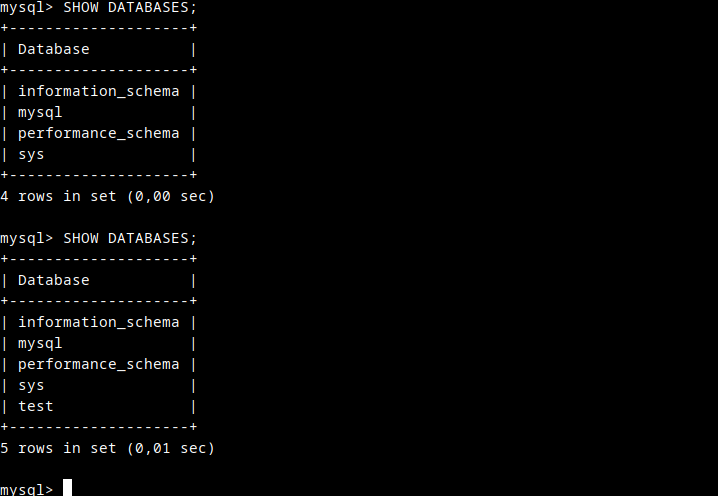 mysql> SHOW DATABASES;
+--------------------+
| Database           |
+--------------------+
| information_schema |
| mysql              |
| performance_schema |
| sys                |
+--------------------+
4 rows in set (0,00 sec)
mysql> SHOW DATABASES;
+--------------------+
| Database           |
+--------------------+
| information_schema |
| mysql              |
| performance_schema |
| sys                |
| test               |
+--------------------+
5 rows in set (0,01 sec)
mysql>